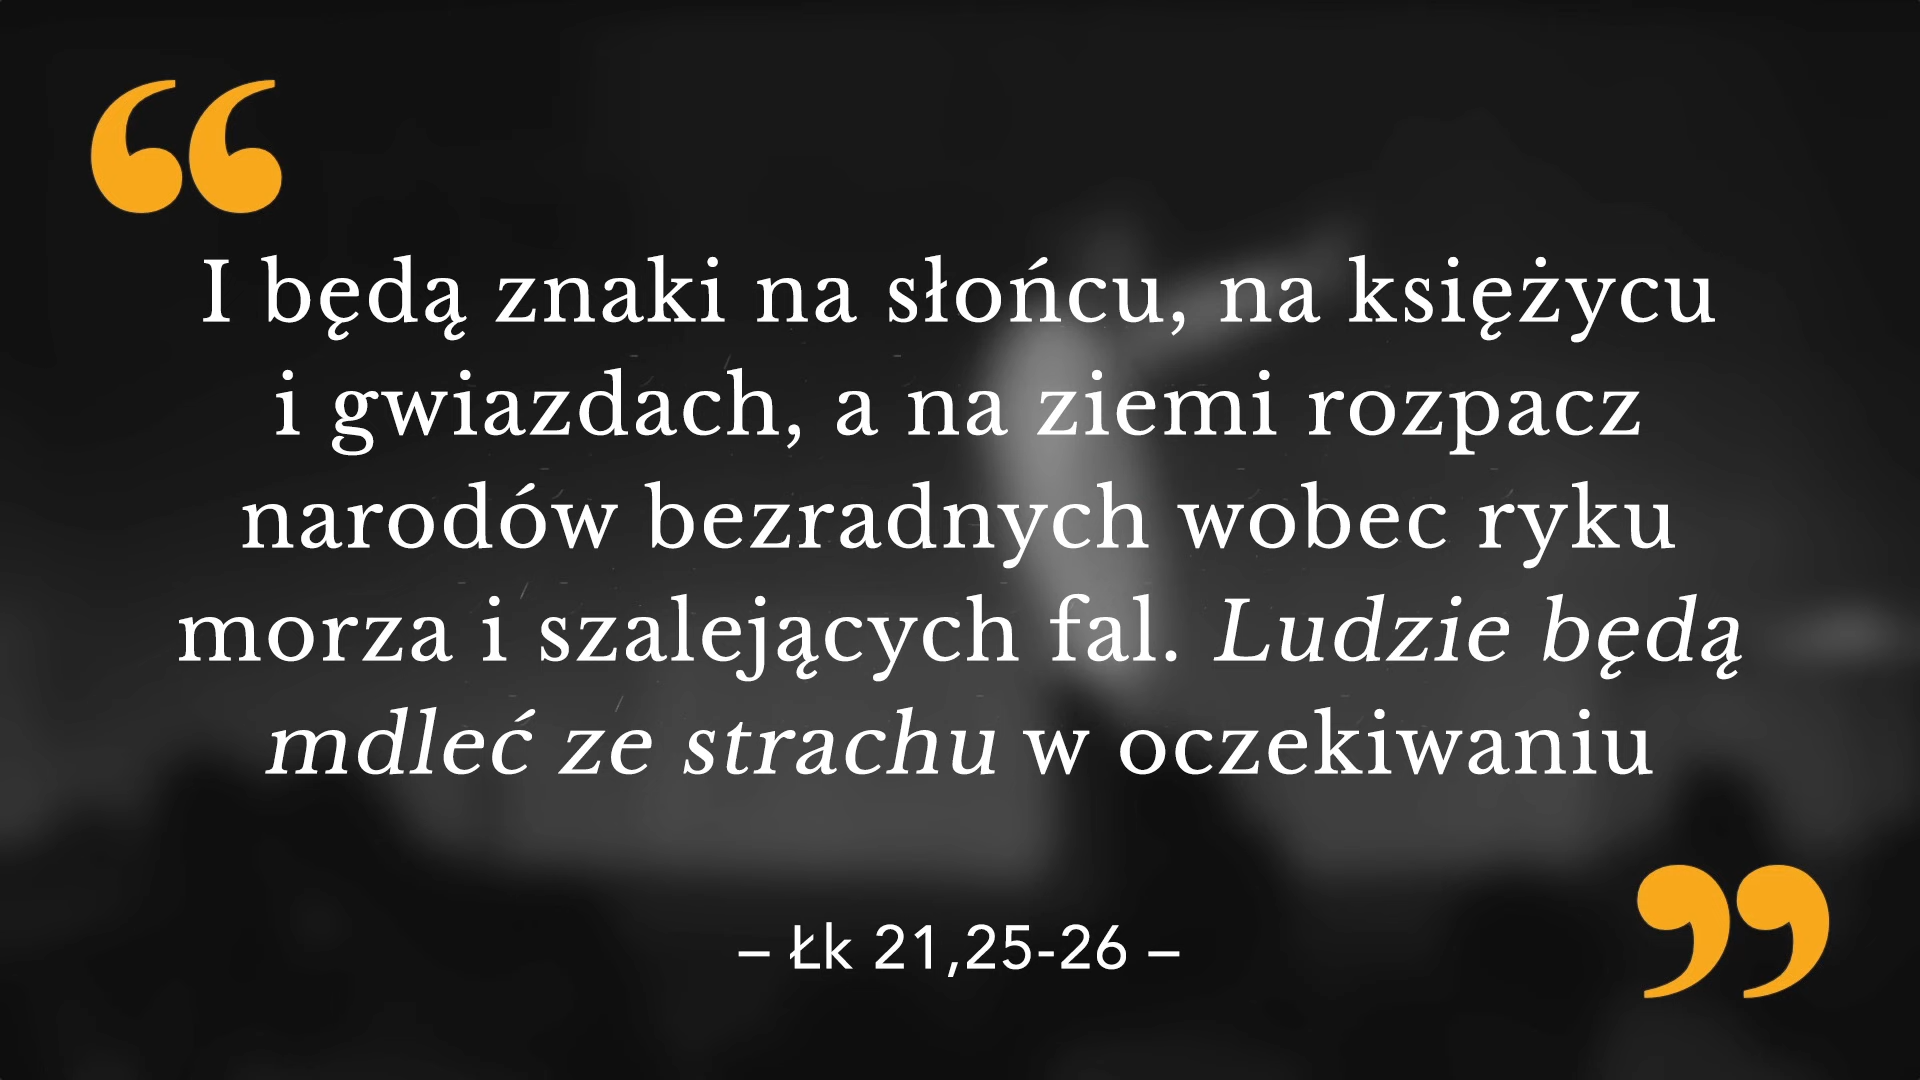 “
I będą znaki na słońcu, na księżycu
i gwiazdach, a na ziemi rozpacz
narodów bezradnych wobec ryku
morza i szalejących fal. Ludzie będą
mdleć ze strachu w oczekiwaniu
”
– Łk 21,25-26 –